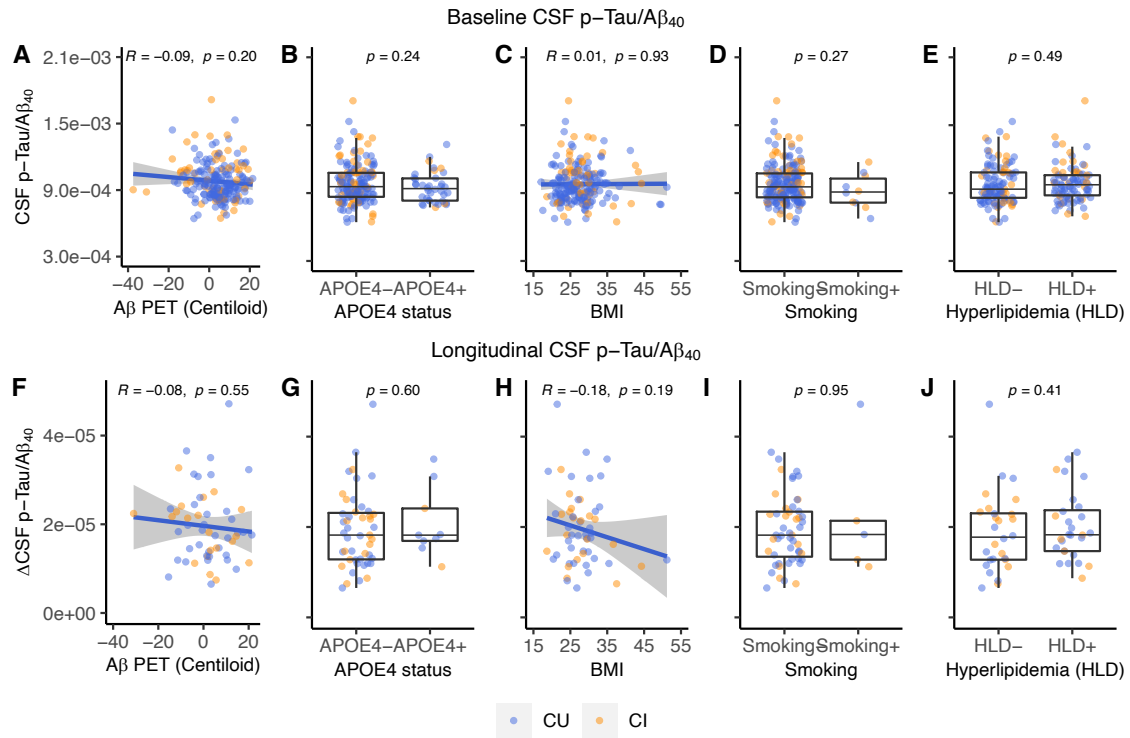 Baseline CSF p−Tau/Aβ40
A B C D E
R = −0.09, p = 0.20
p = 0.24
R = 0.01, p = 0.93
p = 0.27
p = 0.49
CSF p−Tau/Aβ40
2.1e−03
1.5e−03
9.0e−04
3.0e−04
−40 −20 0 20
Aβ PET (Centiloid)
APOE4− APOE4+
APOE4 status
15 25 35 45 55
BMI
Smoking− Smoking+
Smoking
HLD− HLD+
Hyperlipidemia (HLD)
Longitudinal CSF p−Tau/Aβ40
F G H I J
R = −0.08, p = 0.55
p = 0.60
R = −0.18, p = 0.19
p = 0.95
p = 0.41
ΔCSF p−Tau/Aβ40
4e−05
2e−05
0e+00
−40 −20 0 20
Aβ PET (Centiloid)
APOE4− APOE4+
APOE4 status
15 25 35 45 55
BMI
Smoking− Smoking+
Smoking
HLD− HLD+
Hyperlipidemia (HLD)
CU CI